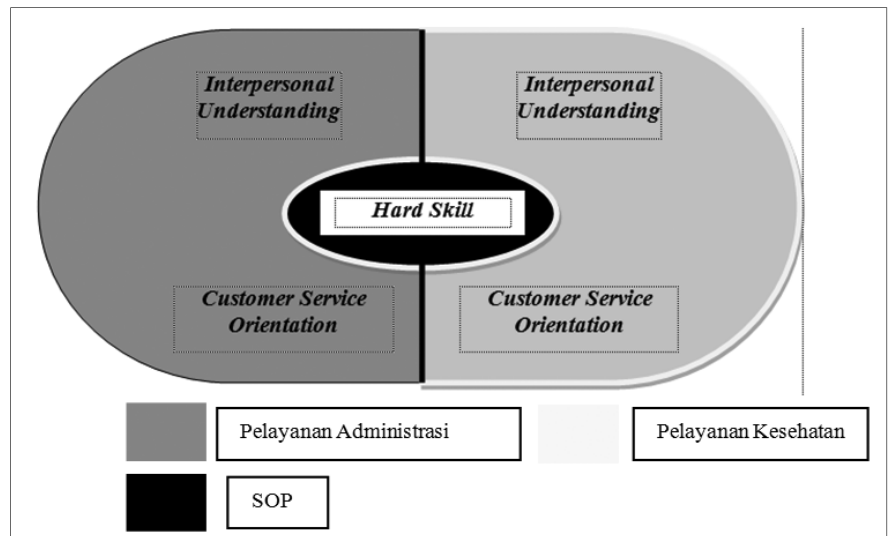 Interpersonal
Understanding
Interpersonal
Understanding
Hard Skill
Customer Service
Orientation
Customer Service
Orientation
Pelayanan Administrasi
Pelayanan Kesehatan
SOP